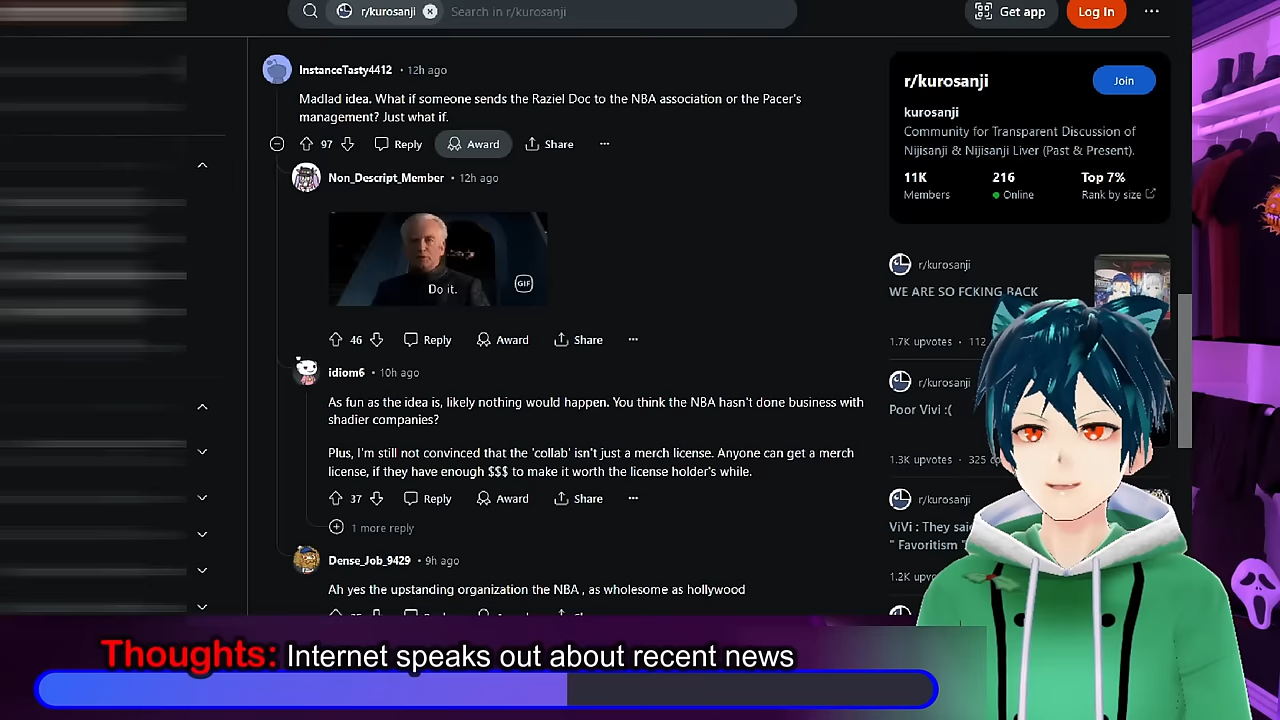 r/kurosanji
Search in r/kurosanji
Get app
Log In
InstanceTasty4412 • 12h ago
Madlad idea. What if someone sends the Raziel Doc to the NBA association or the Pacer's
management? Just what if.
97 Reply Award Share
Non_Descript_Member • 12h ago
Do it.
GIF
46 Reply Award Share
idiom6 • 10h ago
As fun as the idea is, likely nothing would happen. You think the NBA hasn't done business with
shadier companies?
Plus, I'm still not convinced that the 'collab' isn't just a merch license. Anyone can get a merch
license, if they have enough $$$ to make it worth the license holder's while.
37 Reply Award Share
1 more reply
Dense_Job_9429 • 9h ago
Ah yes the upstanding organization the NBA , as wholesome as hollywood
r/kurosanji
Join
kurosanji
Community for Transparent Discussion of
Nijisanji & Nijisanji Liver (Past & Present).
11K 216 Top 7%
Members Online Rank by size
r/kurosanji
WE ARE SO FCKING BACK
1.7K upvotes • 112
r/kurosanji
Poor Vivi :(
1.3K upvotes • 325
r/kurosanji
ViVi : They
" Favoritism "
1.2K
Thoughts: Internet speaks out about recent news